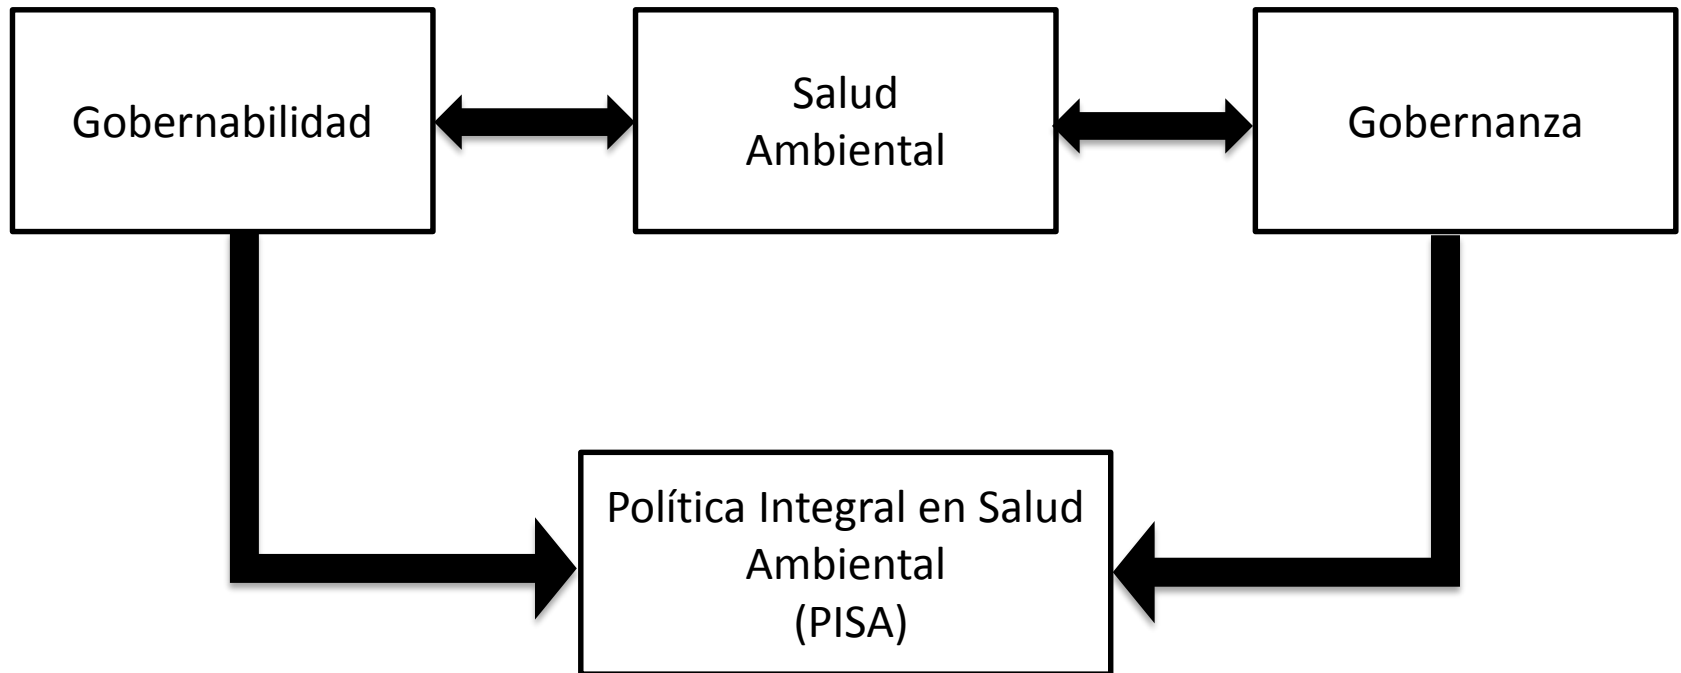 Gobernabilidad
Salud
Ambiental
Gobernanza
Política Integral en Salud
Ambiental
(PISA)